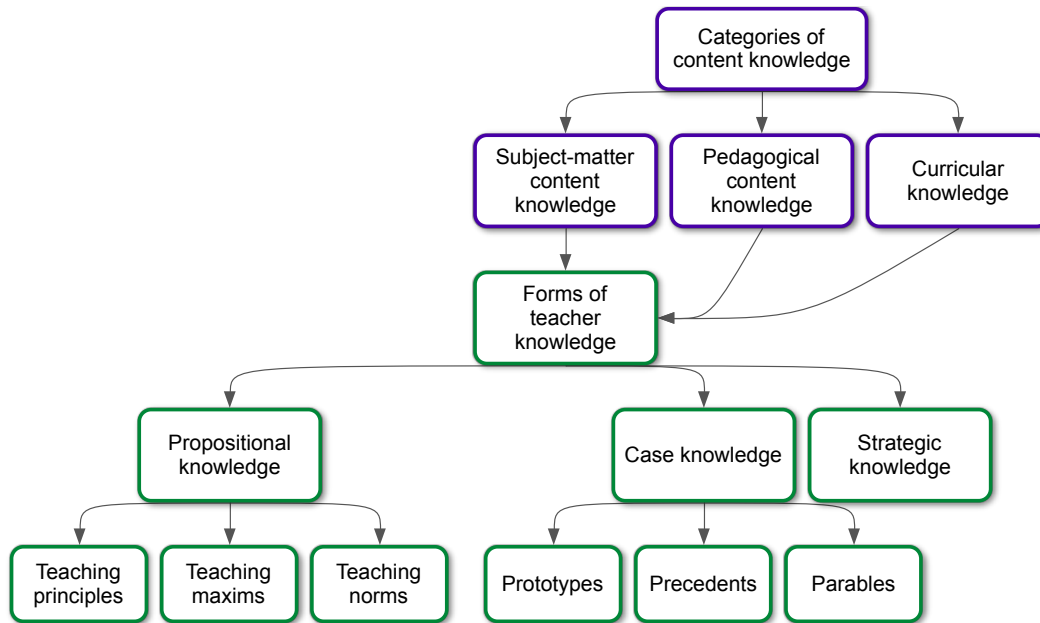 Categories of
content knowledge
Subject-matter
content
knowledge
Pedagogical
content
knowledge
Curricular
knowledge
Forms of
teacher
knowledge
Propositional
knowledge
Case knowledge
Strategic
knowledge
Teaching
principles
Teaching
maxims
Teaching
norms
Prototypes
Precedents
Parables